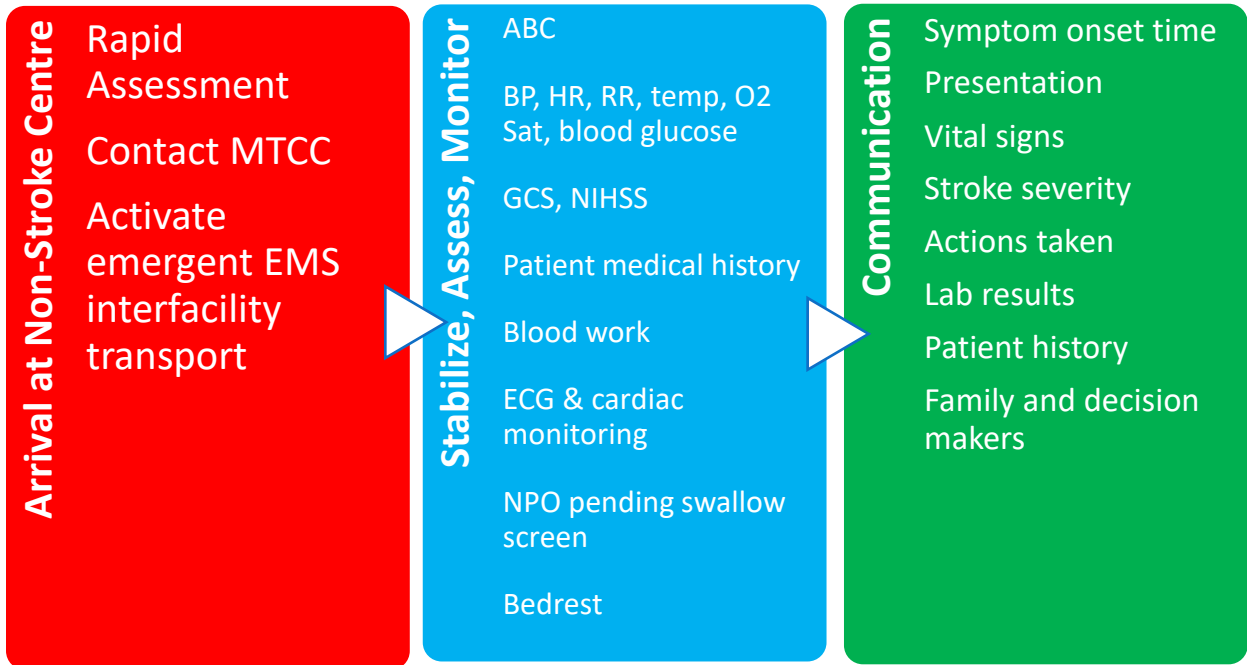 Arrival at Non-Stroke Centre
Rapid
Assessment
Contact MTCC
Activate
emergent EMS
interfacility
transport
Stabilize, Assess, Monitor
ABC
BP, HR, RR, temp, O2
Sat, blood glucose
GCS, NIHSS
Patient medical history
Blood work
ECG & cardiac
monitoring
NPO pending swallow
screen
Bedrest
Communication
Symptom onset time
Presentation
Vital signs
Stroke severity
Actions taken
Lab results
Patient history
Family and decision
makers